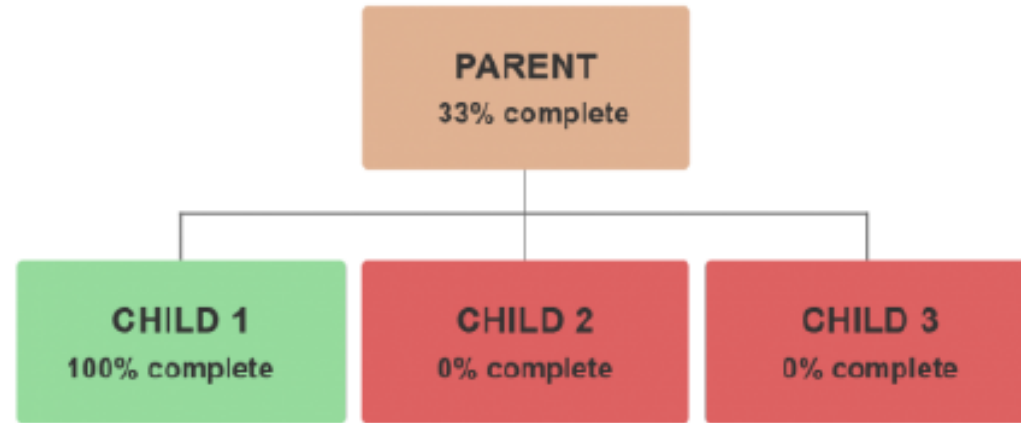 PARENT
33% complete
CHILD 1
100% complete
CHILD 2
0% complete
CHILD 3
0% complete